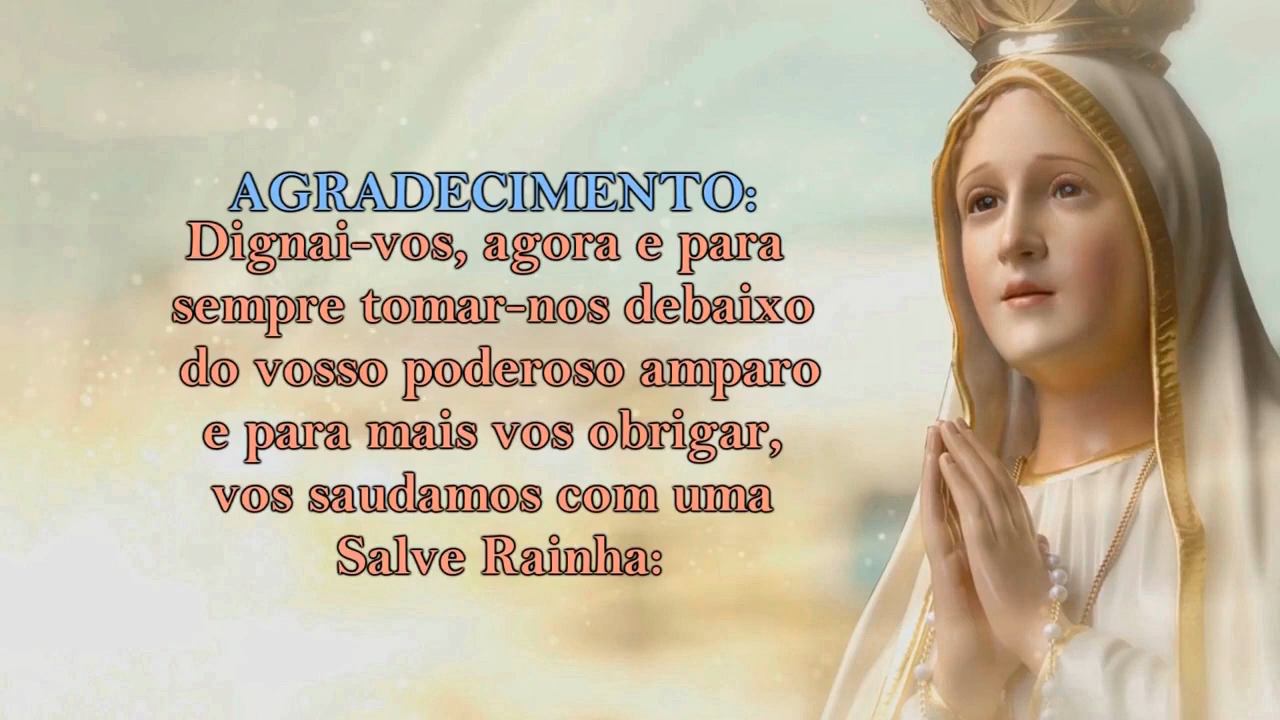 AGRADECIMENTO:
Dignai-vos, agora e para
sempre tomar-nos debaixo
do vosso poderoso amparo
e para mais vos obrigar,
vos saudamos com uma
Salve Rainha: